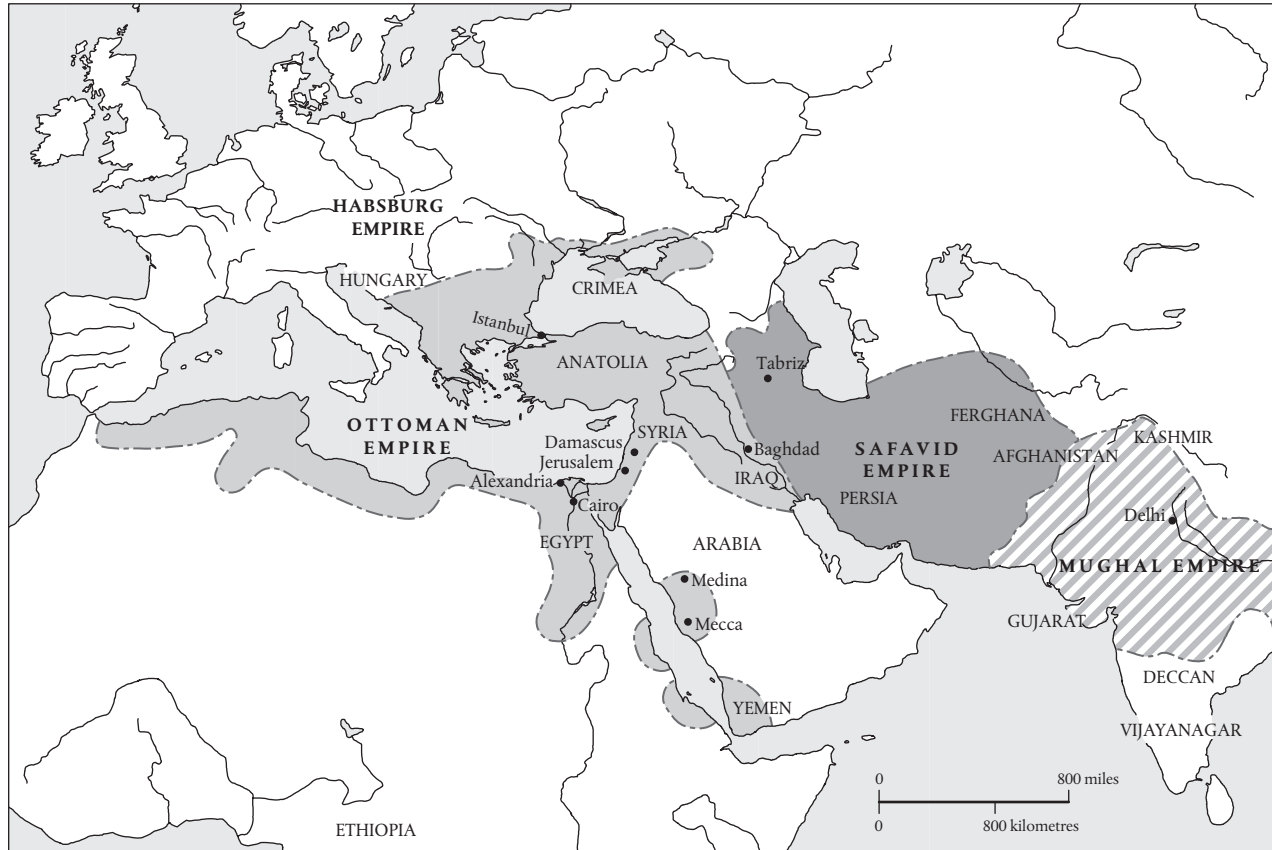 HABSBURG
EMPIRE
HUNGARY
CRIMEA
Istanbul
ANATOLIA
Tabriz
FERGHANA
KASHMIR
OTTOMAN
EMPIRE
Damascus
SYRIA
Jerusalem
Baghdad
SAFAVID
EMPIRE
AFGHANISTAN
Alexandria
IRAQ
PERSIA
Cairo
Delhi
EGYPT
ARABIA
MUGHAL EMPIRE
Medina
Mecca
GUJARAT
DECCAN
YEMEN
VIJAYANAGAR
0 800 miles
0 800 kilometres
ETHIOPIA